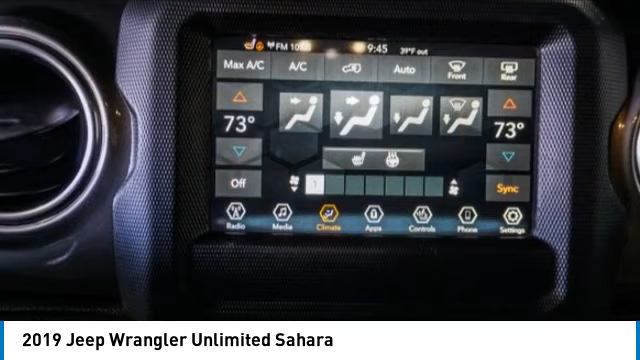 FM 9:45 39°F out
Max A/C A/C Auto Front Rear
73° 73°
Off 1 Sync
Radio Media Climate Apps Controls Phone Settings
2019 Jeep Wrangler Unlimited Sahara